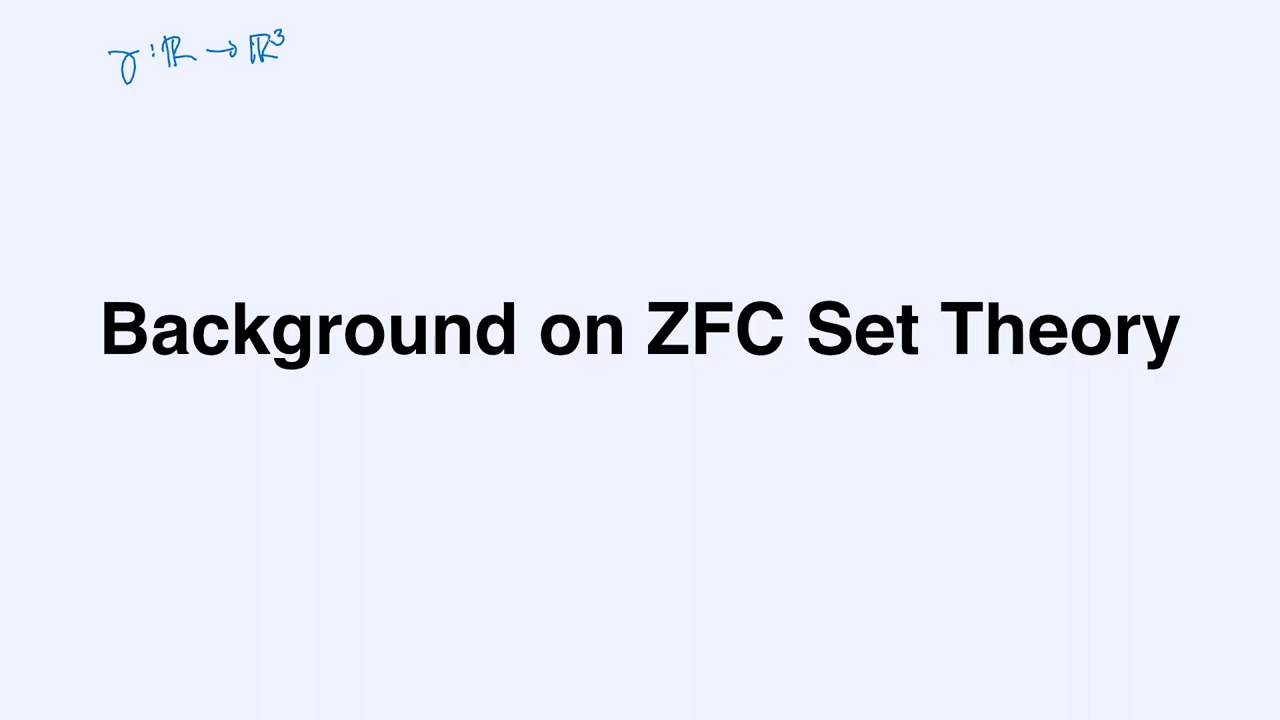 γ : ℝ → ℝ³
Background on ZFC Set Theory